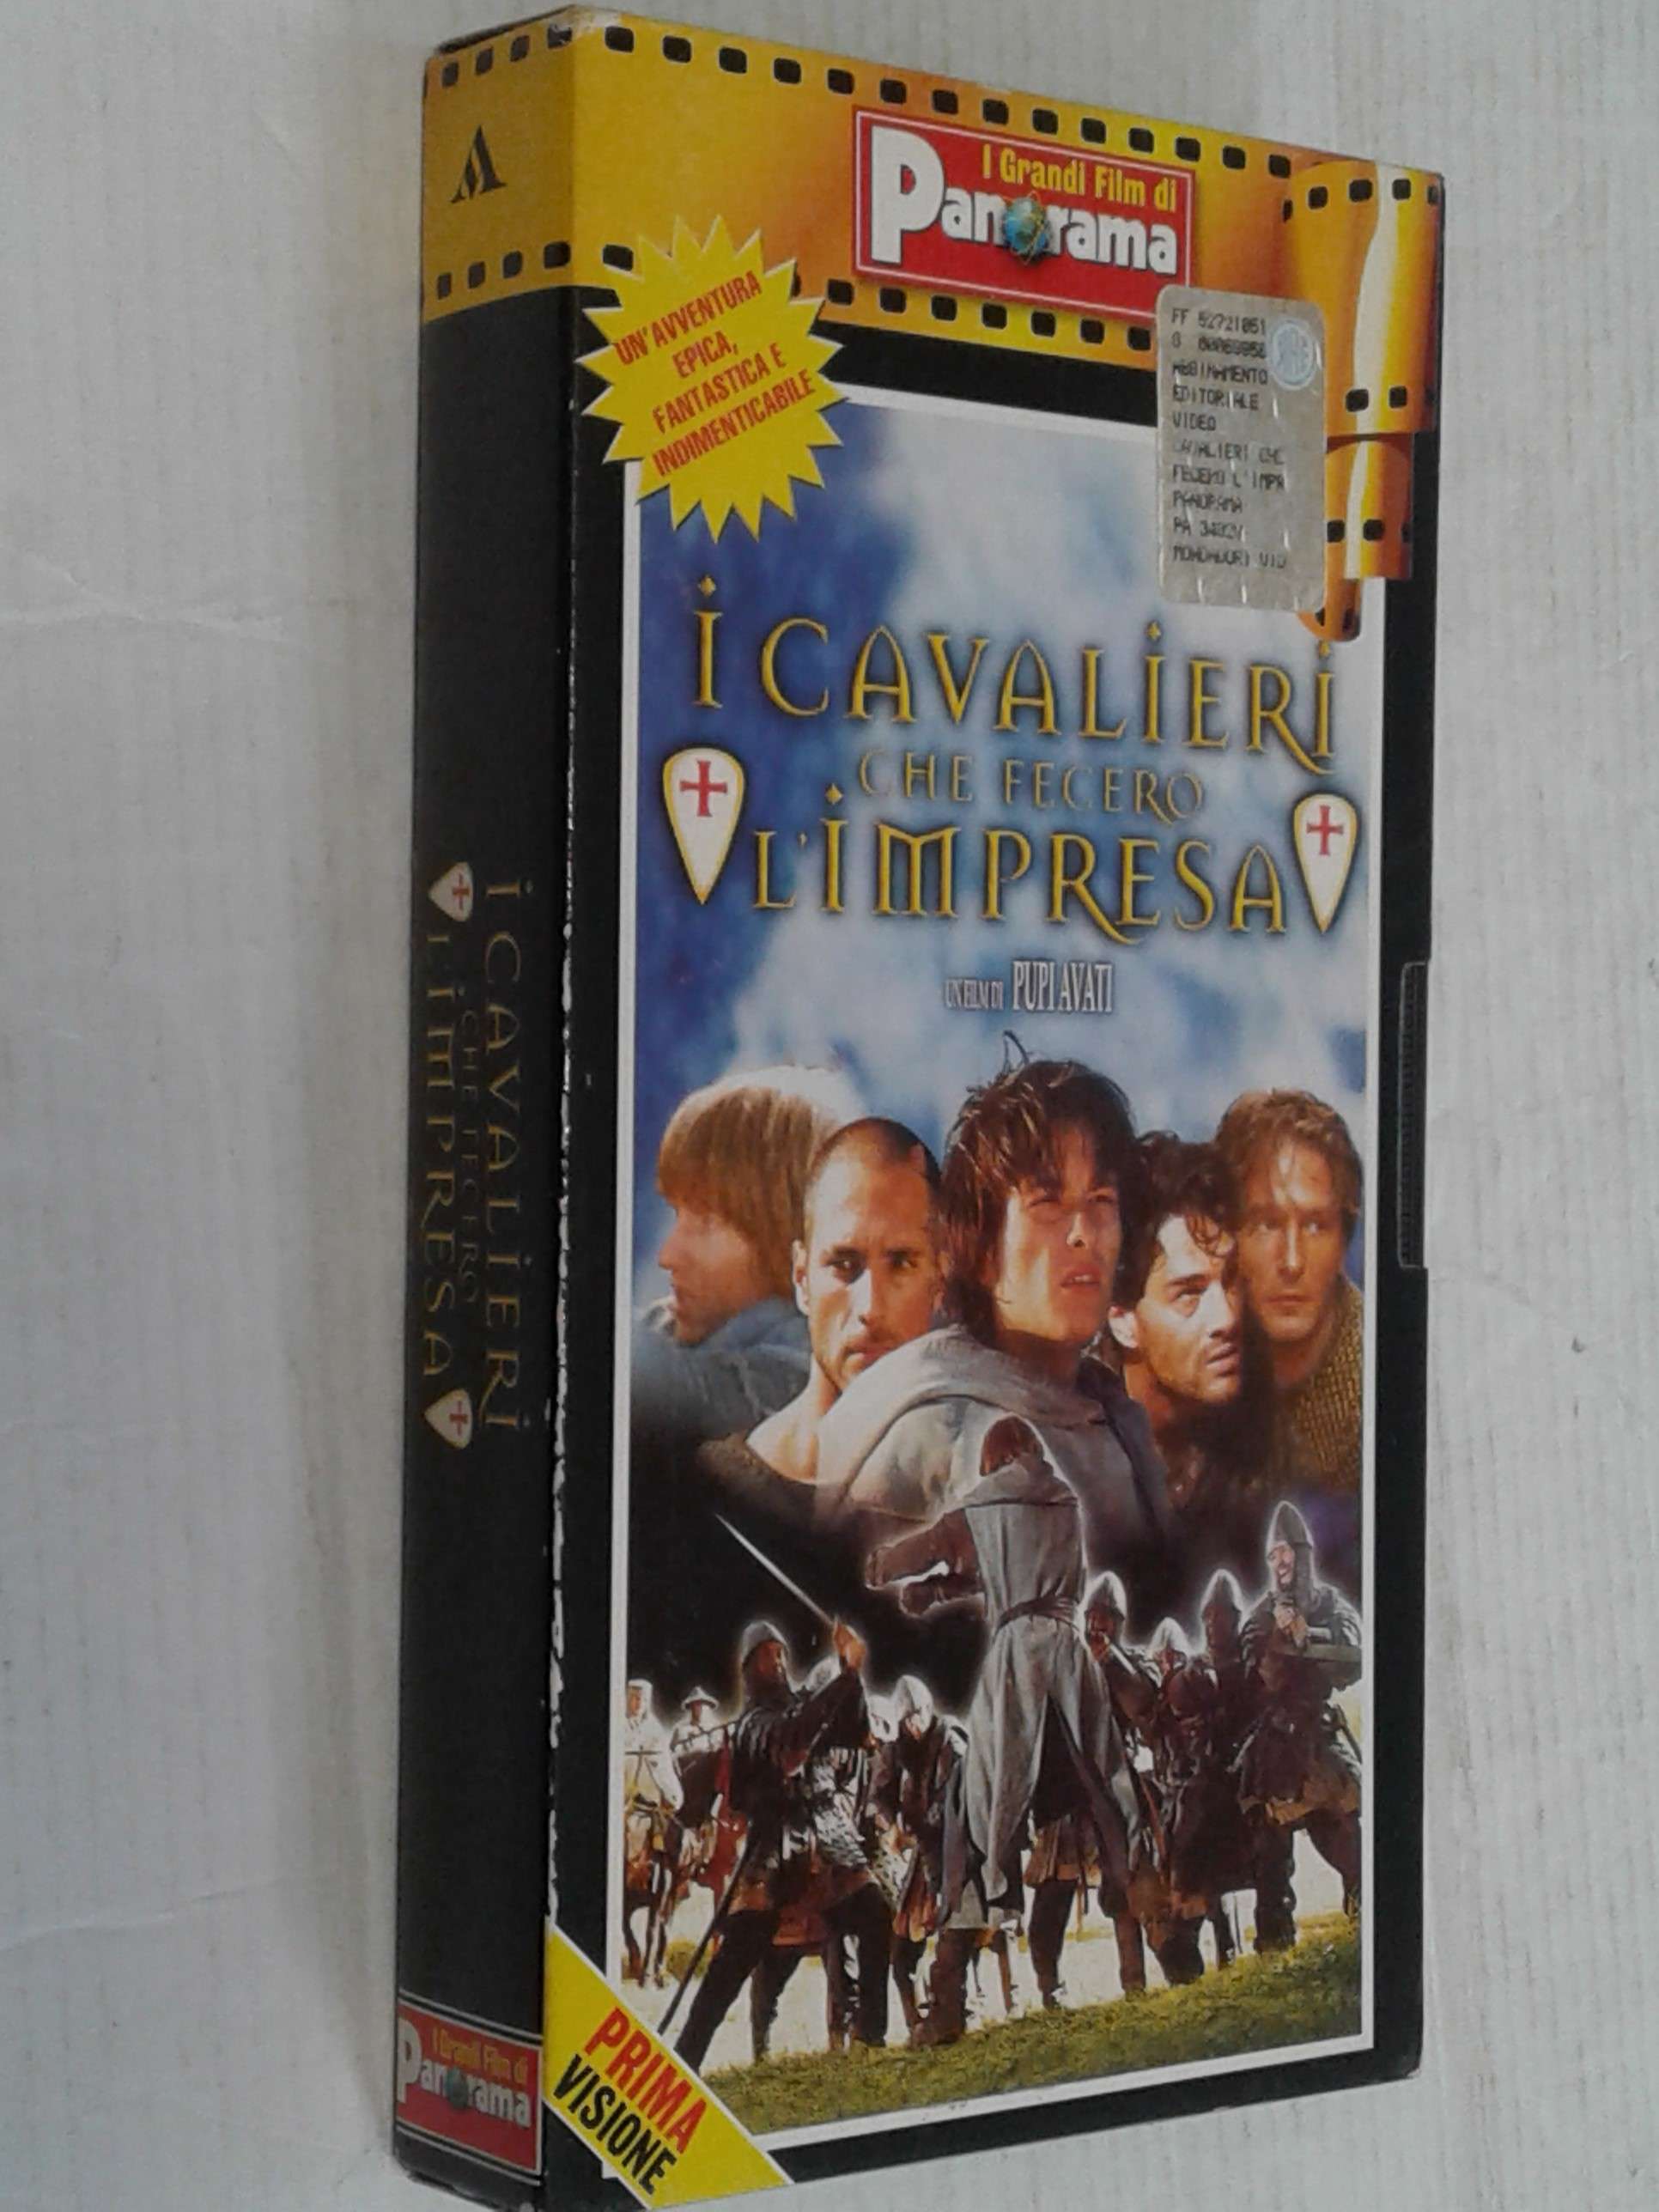 I Grandi Film di
Panorama
UN'AVVENTURA
EPICA,
FANTASTICA E
INDIMENTICABILE
FF 52721051
ABBINAMENTO
EDITORIALE
VIDEO
CAVALIERI CHE
FECERO L'IMPR
PANORAMA
MONDADORI VID
I CAVALIERI
CHE FECERO
L'IMPRESA
UN FILM DI PUPI AVATI
PRIMA
VISIONE
I CAVALIERI
CHE FECERO
L'IMPRESA
I Grandi Film di
Panorama